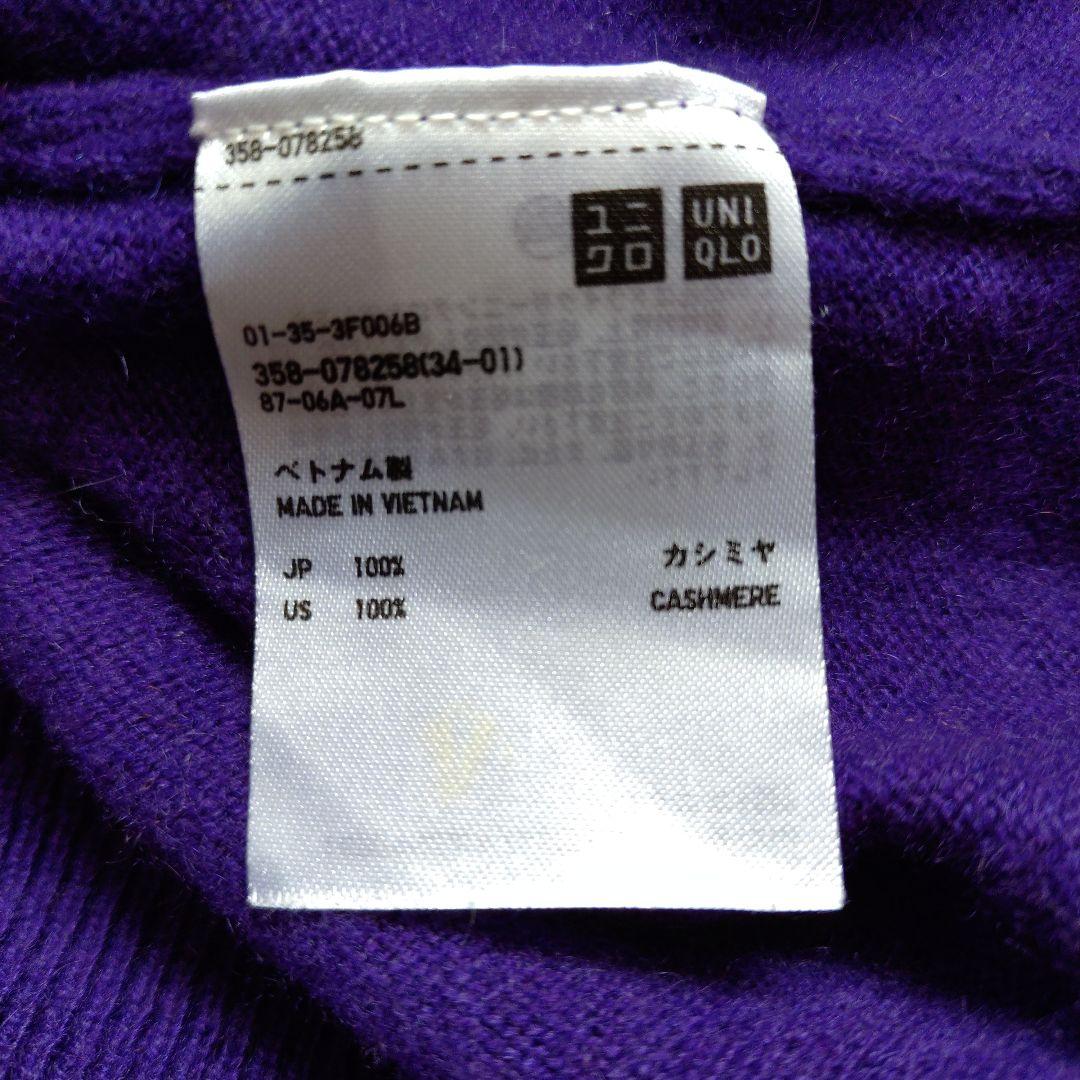 358-078258
ユニ
クロ
UNI
QLO
01-35-3F006B
358-078258(34-01)
87-06A-07L
ベトナム製
MADE IN VIETNAM
JP 100% カシミヤ
US 100% CASHMERE